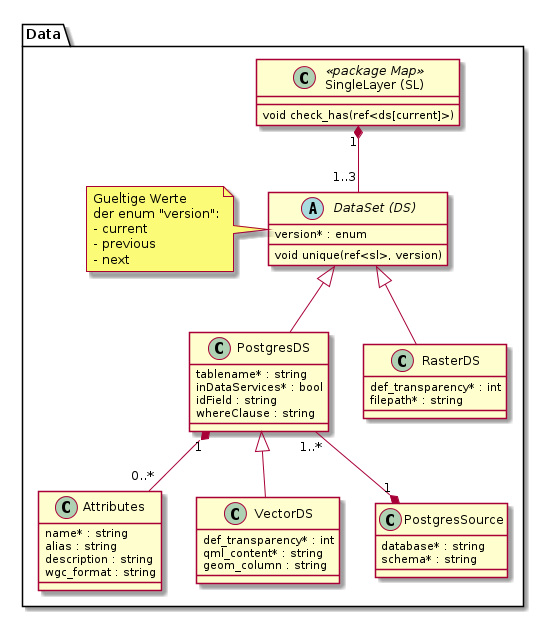 Data
C
«package Map»
SingleLayer (SL)
void check_has(ref<ds[current]>)
1
1..3
Gueltige Werte
der enum "version":
- current
- previous
- next
A
DataSet (DS)
version* : enum
void unique(ref<sl>, version)
C
PostgresDS
tablename* : string
inDataServices* : bool
idField : string
whereClause : string
C
RasterDS
def_transparency* : int
filepath* : string
1
1..*
0..*
1
C
Attributes
name* : string
alias : string
description : string
wgc_format : string
C
VectorDS
def_transparency* : int
qml_content* : string
geom_column : string
C
PostgresSource
database* : string
schema* : string